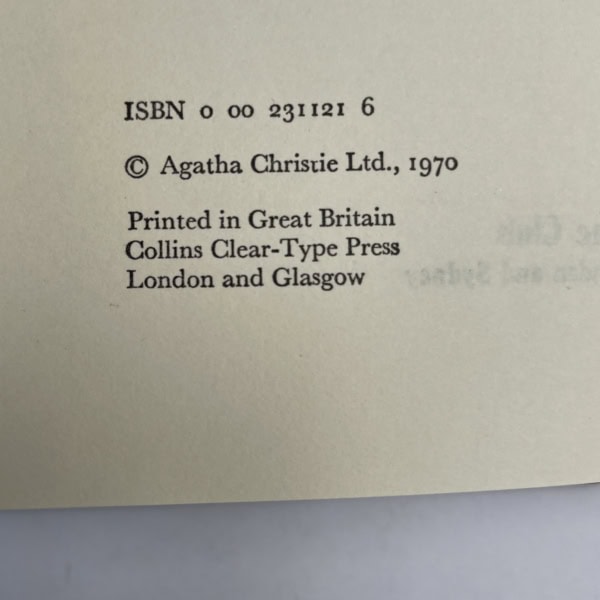 ISBN 0 00 231121 6
© Agatha Christie Ltd., 1970
Printed in Great Britain
Collins Clear-Type Press
London and Glasgow